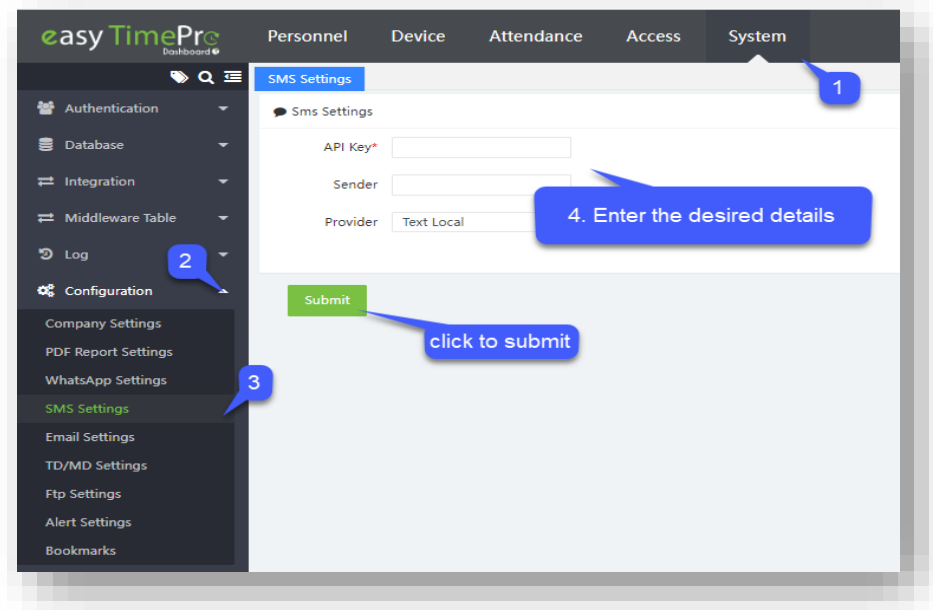 easy TimePro
Dashboard
Personnel Device Attendance Access System
1
SMS Settings
Authentication
Database
Integration
Middleware Table
Log
2
Configuration
Company Settings
PDF Report Settings
WhatsApp Settings
3
SMS Settings
Email Settings
TD/MD Settings
Ftp Settings
Alert Settings
Bookmarks
Sms Settings
API Key*
Sender
Provider Text Local
4. Enter the desired details
Submit
click to submit